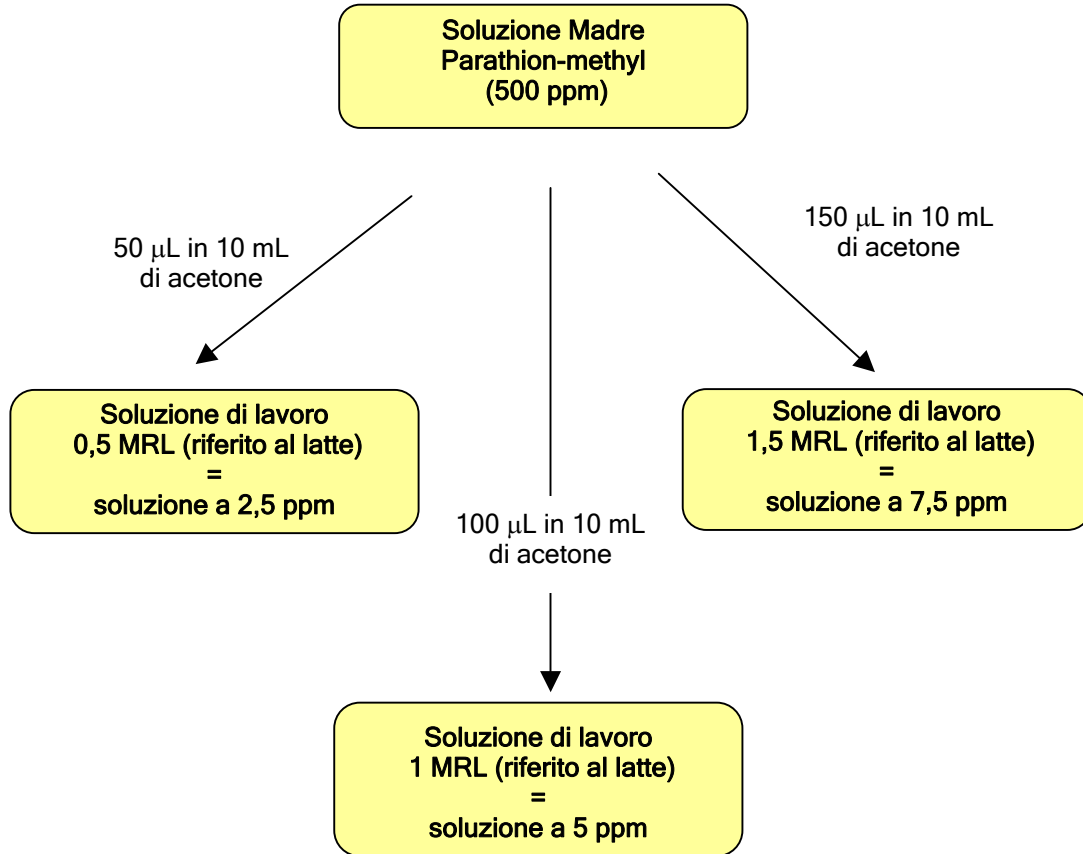 Soluzione Madre
Parathion-methyl
(500 ppm)
50 μL in 10 mL
di acetone
150 μL in 10 mL
di acetone
Soluzione di lavoro
0,5 MRL (riferito al latte)
=
soluzione a 2,5 ppm
Soluzione di lavoro
1,5 MRL (riferito al latte)
=
soluzione a 7,5 ppm
100 μL in 10 mL
di acetone
Soluzione di lavoro
1 MRL (riferito al latte)
=
soluzione a 5 ppm